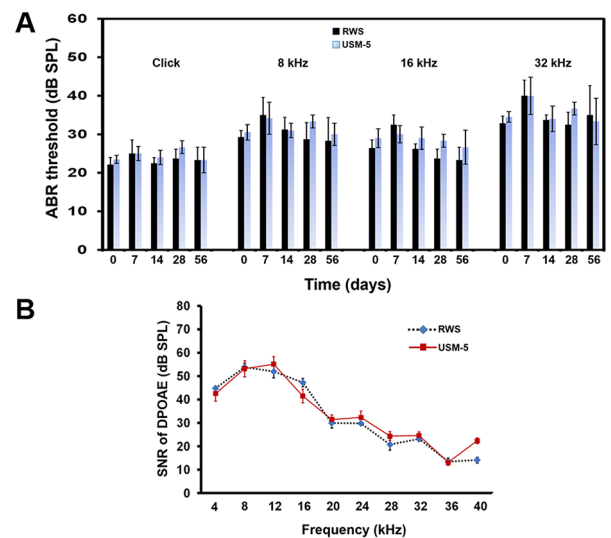 A
ABR threshold (dB SPL)
60
50
40
30
20
10
0
RWS
USM-5
Click
8 kHz
16 kHz
32 kHz
0 7 14 28 56 0 7 14 28 56 0 7 14 28 56 0 7 14 28 56
Time (days)
B
SNR of DPOAE (dB SPL)
80
70
60
50
40
30
20
10
0
RWS
USM-5
4 8 12 16 20 24 28 32 36 40
Frequency (kHz)